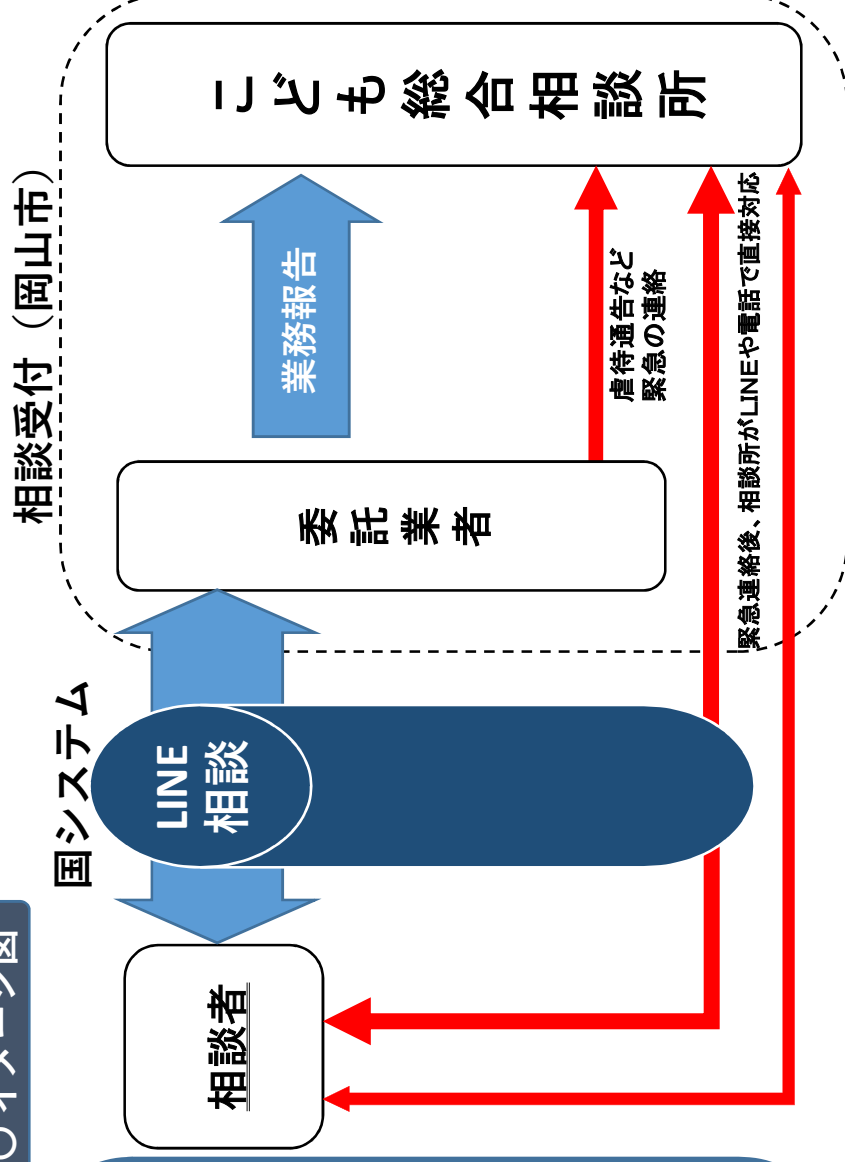 相談受付（岡山市）
国システム
相談者
LINE
相談
委託業者
業務報告
こども総合相談所
虐待通告など
緊急の連絡
緊急連絡後、相談所がLINEや電話で直接対応